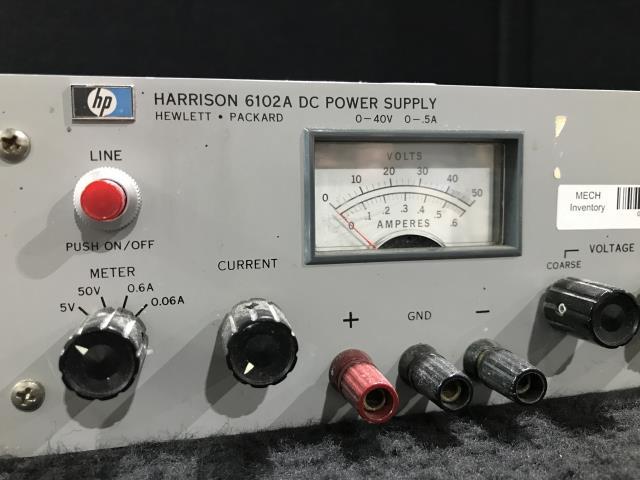 hp
HARRISON 6102A DC POWER SUPPLY
HEWLETT • PACKARD 0-40V 0-.5A
LINE
PUSH ON/OFF
VOLTS
0 10 20 30 40 50
0 .1 .2 .3 .4 .5 .6
AMPERES
MECH
Inventory
METER
5V 50V 0.6A 0.06A
CURRENT
+ GND -
VOLTAGE
COARSE